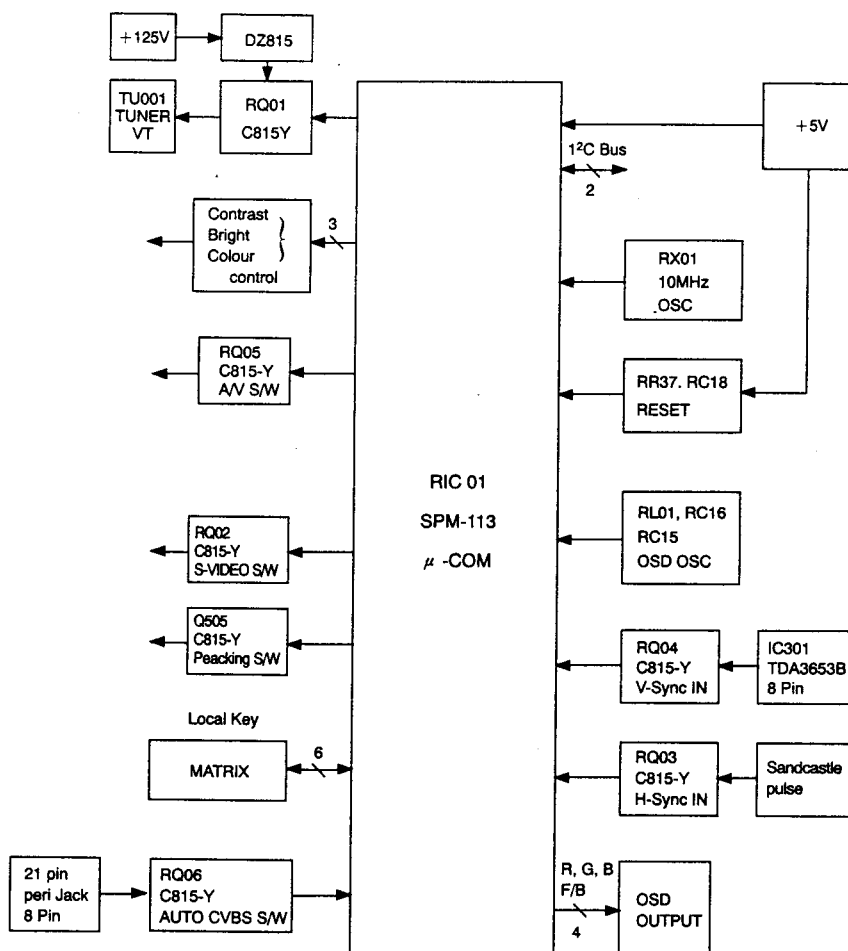 +125V
DZ815
TU001
TUNER
VT
RQ01
C815Y
Contrast
Bright
Colour
control
3
RQ05
C815-Y
A/V S/W
RQ02
C815-Y
S-VIDEO S/W
Q505
C815-Y
Peacking S/W
Local Key
MATRIX
6
21 pin
peri Jack
8 Pin
RQ06
C815-Y
AUTO CVBS S/W
RIC 01
SPM-113
μ -COM
+5V
1²C Bus
2
RX01
10MHz
OSC
RR37. RC18
RESET
RL01, RC16
RC15
OSD OSC
RQ04
C815-Y
V-Sync IN
IC301
TDA3653B
8 Pin
RQ03
C815-Y
H-Sync IN
Sandcastle
pulse
R, G, B
F/B
4
OSD
OUTPUT